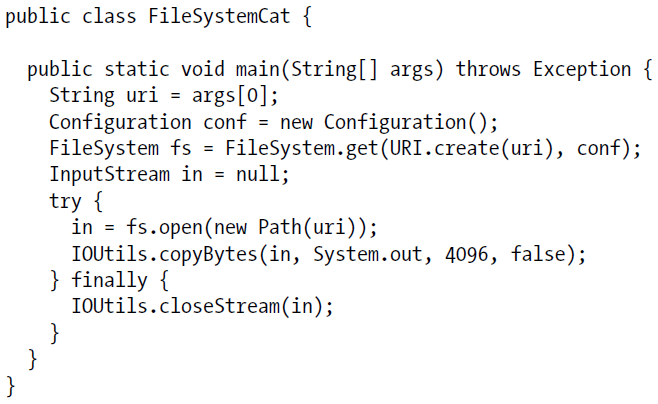 public class FileSystemCat {
  public static void main(String[] args) throws Exception {
    String uri = args[0];
    Configuration conf = new Configuration();
    FileSystem fs = FileSystem.get(URI.create(uri), conf);
    InputStream in = null;
    try {
      in = fs.open(new Path(uri));
      IOUtils.copyBytes(in, System.out, 4096, false);
    } finally {
      IOUtils.closeStream(in);
    }
  }
}